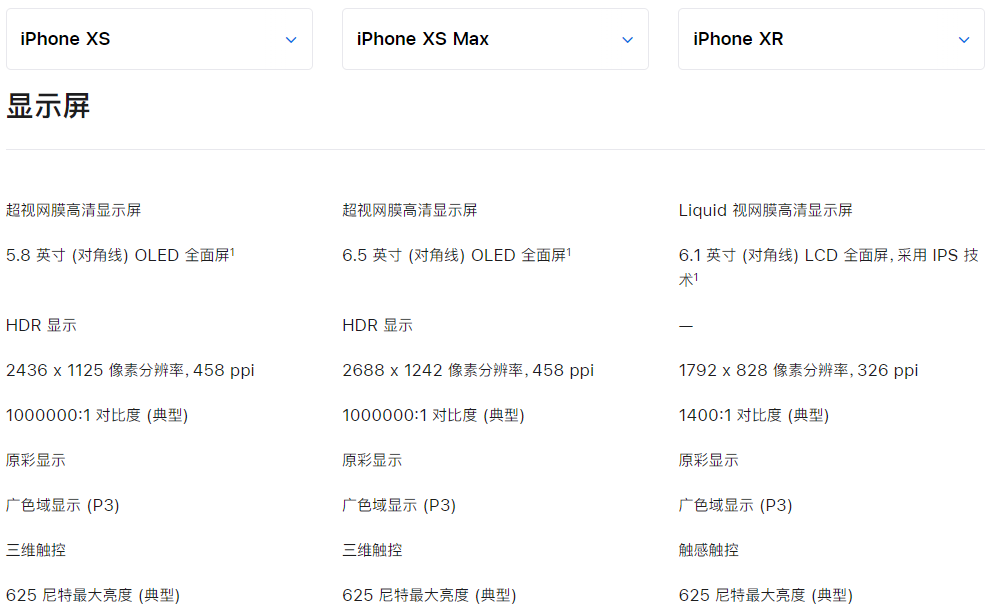 iPhone XS
iPhone XS Max
iPhone XR
显示屏
超视网膜高清显示屏
超视网膜高清显示屏
Liquid 视网膜高清显示屏
5.8 英寸 (对角线) OLED 全面屏¹
6.5 英寸 (对角线) OLED 全面屏¹
6.1 英寸 (对角线) LCD 全面屏, 采用 IPS 技
术¹
HDR 显示
HDR 显示
—
2436 x 1125 像素分辨率, 458 ppi
2688 x 1242 像素分辨率, 458 ppi
1792 x 828 像素分辨率, 326 ppi
1000000:1 对比度 (典型)
1000000:1 对比度 (典型)
1400:1 对比度 (典型)
原彩显示
原彩显示
原彩显示
广色域显示 (P3)
广色域显示 (P3)
广色域显示 (P3)
三维触控
三维触控
触感触控
625 尼特最大亮度 (典型)
625 尼特最大亮度 (典型)
625 尼特最大亮度 (典型)